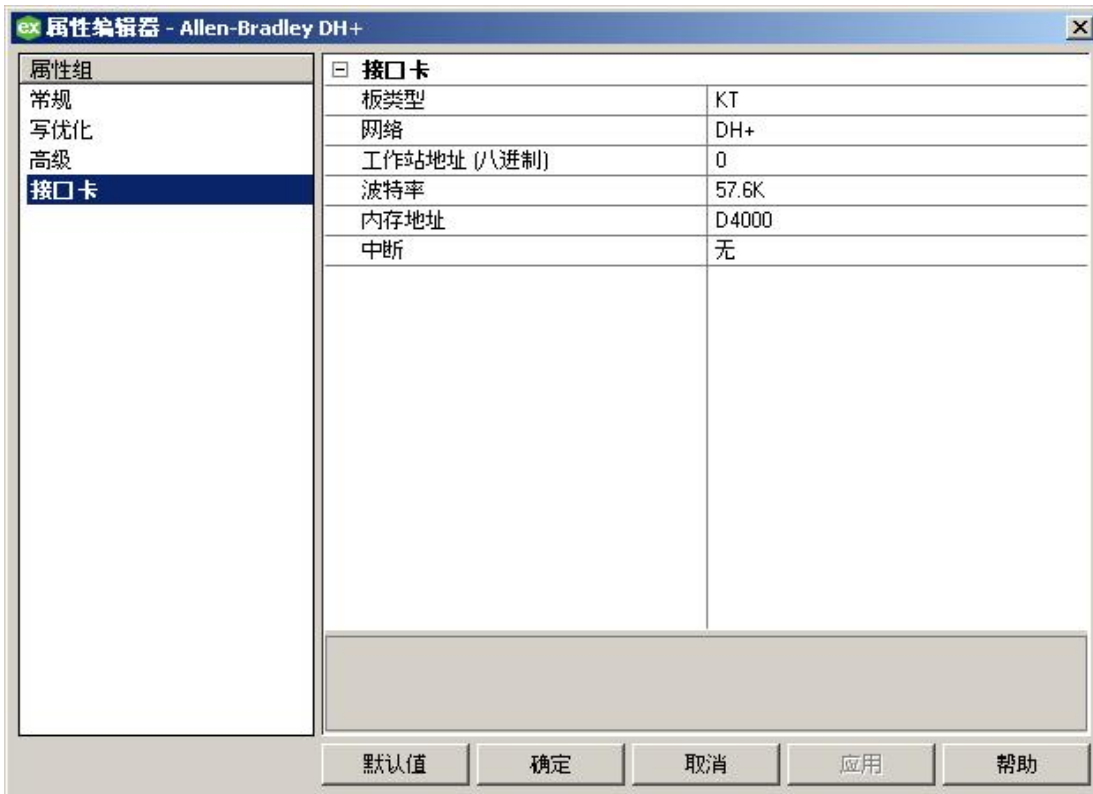 ex 属性编辑器 - Allen-Bradley DH+
属性组
常规
写优化
高级
接口卡
接口卡
板类型 KT
网络 DH+
工作站地址 (八进制) 0
波特率 57.6K
内存地址 D4000
中断 无
默认值 确定 取消 应用 帮助